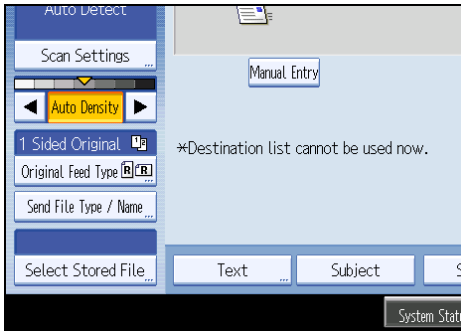 Auto Detect
Scan Settings
Manual Entry
Auto Density
1 Sided Original
*Destination list cannot be used now.
Original Feed Type
Send File Type / Name
Select Stored File
Text
Subject
System Statu